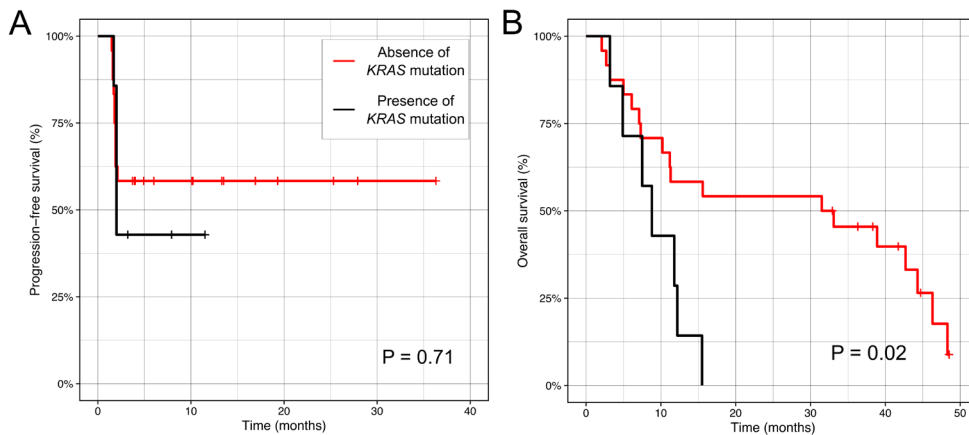 A
Progression–free survival (%)
100%
75%
50%
25%
0%
Absence of
KRAS mutation
Presence of
KRAS mutation
P = 0.71
0 10 20 30 40
Time (months)
B
Overall survival (%)
100%
75%
50%
25%
0%
P = 0.02
0 10 20 30 40 50
Time (months)